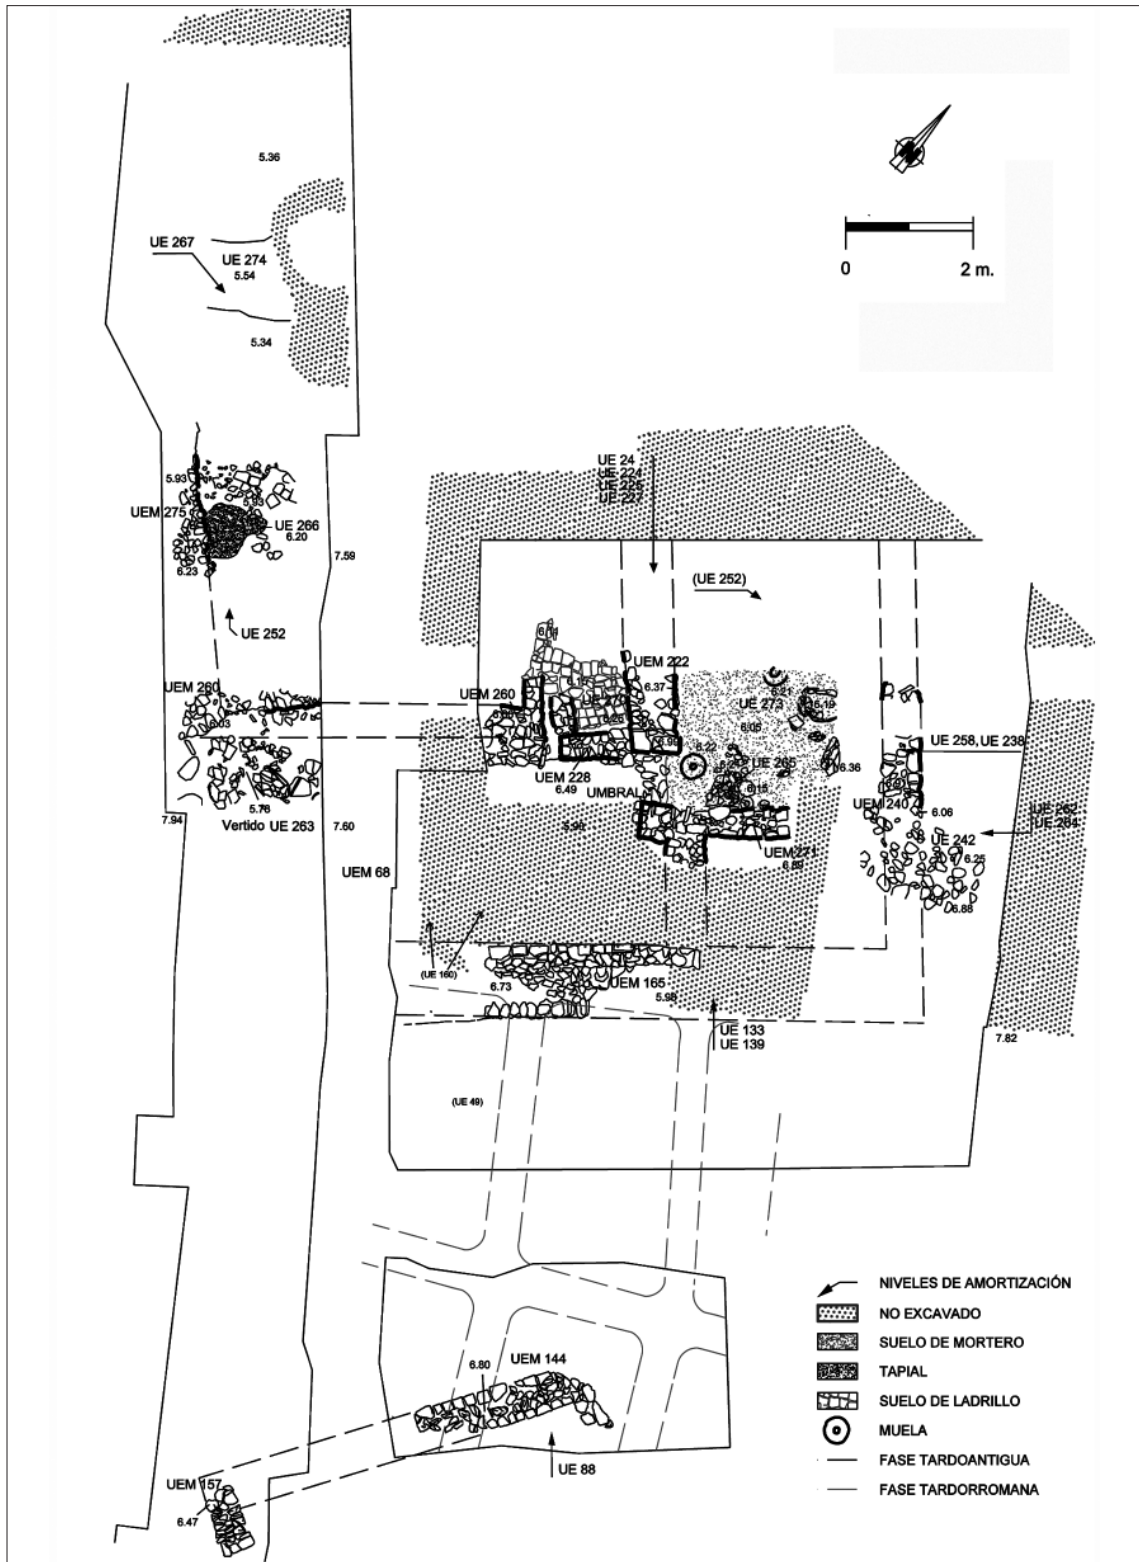 5.36
UE 267
UE 274
5.54
5.34
0
2 m.
UE 24
UE 224
UE 225
UE 227
5.93
5.93
UEM 275
UE 266
6.20
6.23
7.59
(UE 252)
UE 252
UEM 222
6.37
UEM 260
6.03
UEM 260
6.21
UE 273
6.05
6.22
UE 265
6.15
6.36
UE 258, UE 238
UEM 228
6.49
UMBRAL
5.90
5.78
Vertido UE 263
7.94
7.60
UEM 240
6.06
UE 262
UE 264
UE 242
6.25
6.88
UEM 271
6.89
UEM 68
(UE 160)
6.73
UEM 165
5.98
UE 133
UE 139
7.82
(UE 49)
6.80
UEM 144
UE 88
UEM 157
6.47
NIVELES DE AMORTIZACIÓN
NO EXCAVADO
SUELO DE MORTERO
TAPIAL
SUELO DE LADRILLO
MUELA
FASE TARDOANTIGUA
FASE TARDORROMANA